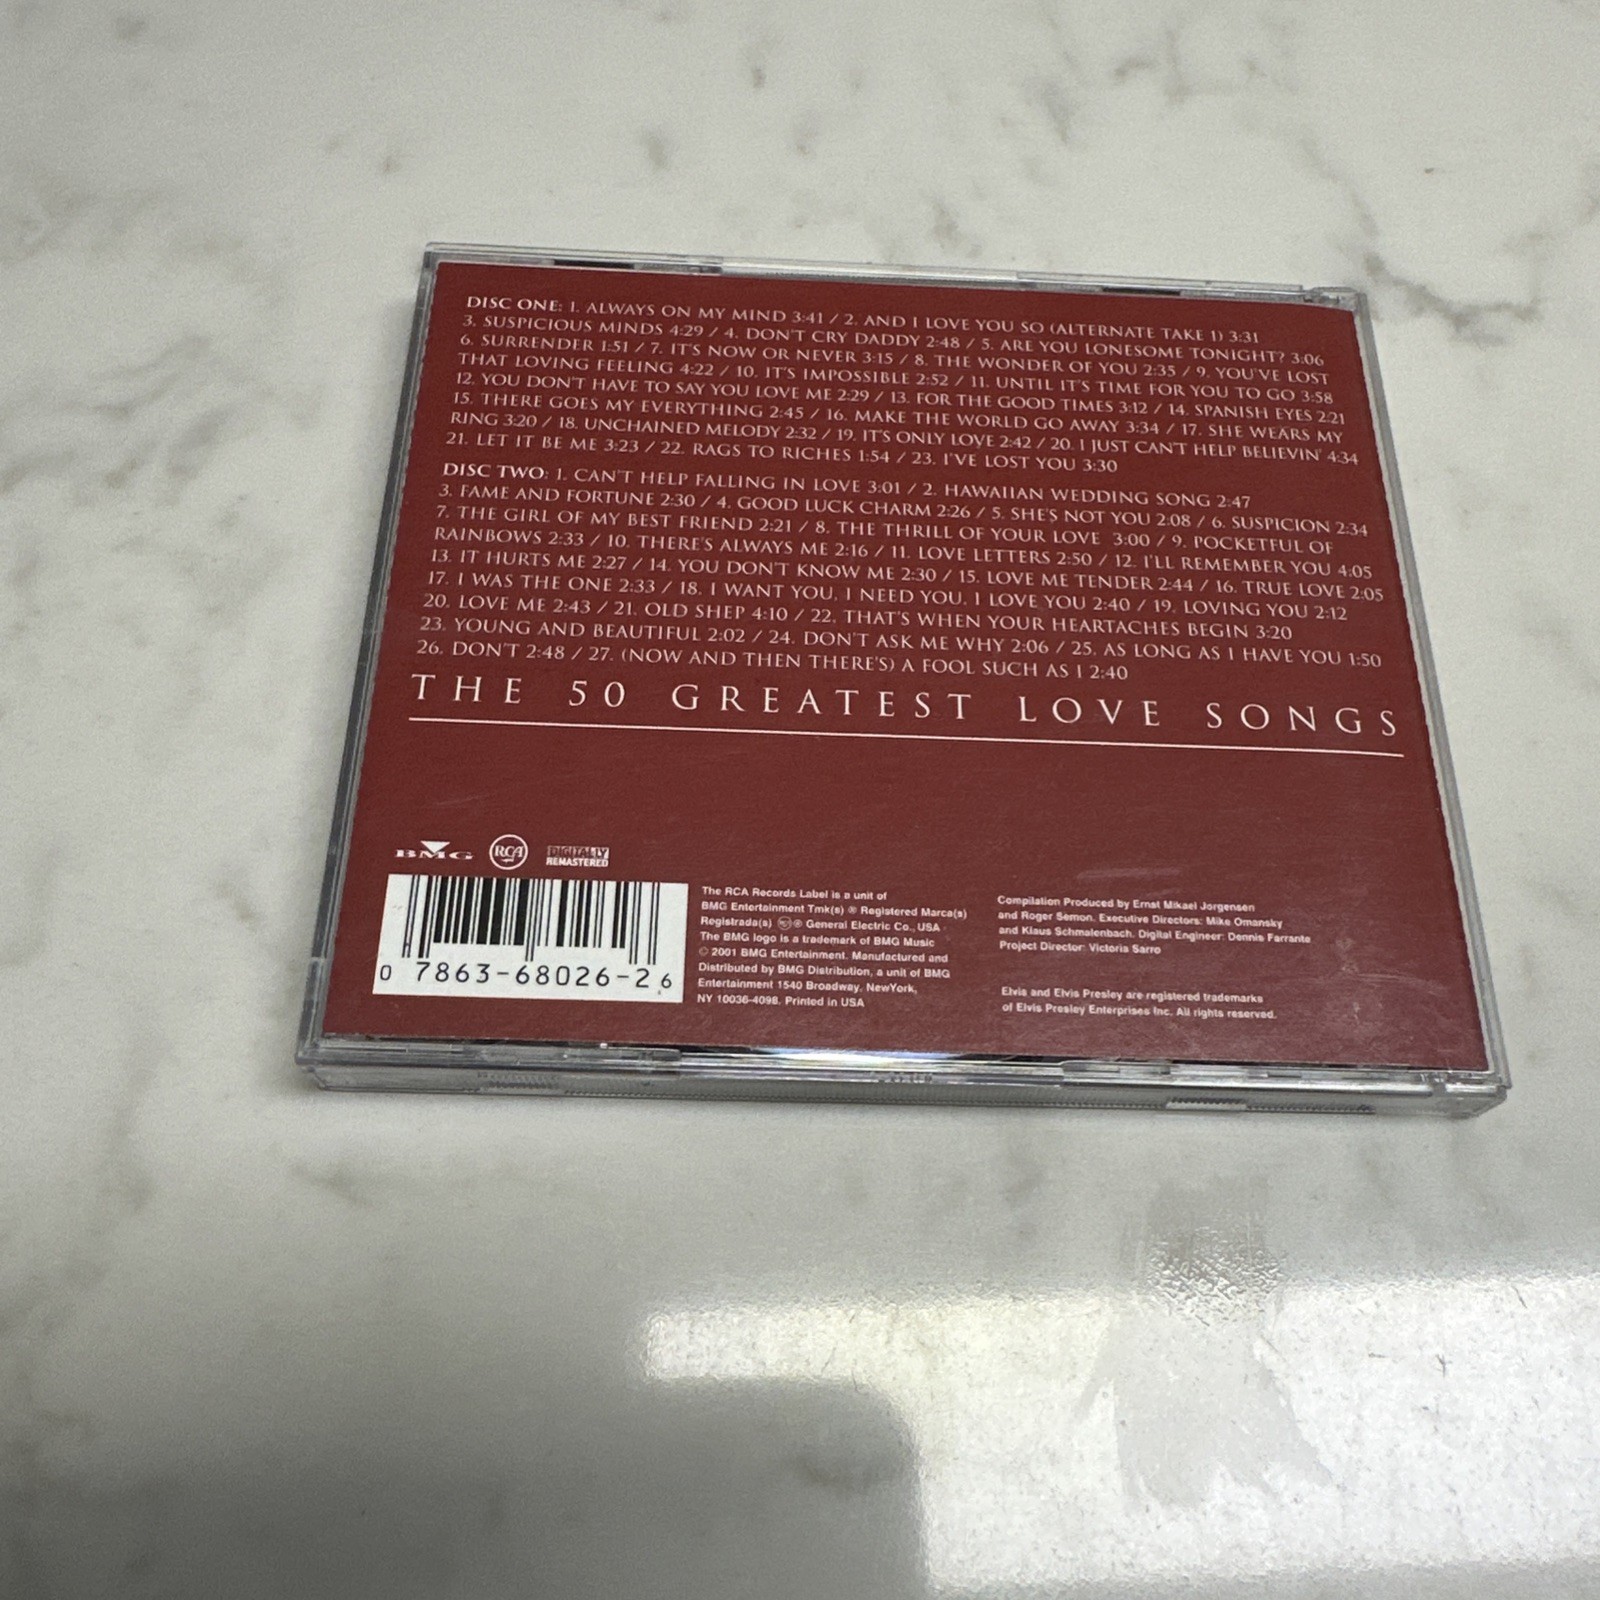 DISC ONE: 1. ALWAYS ON MY MIND 3:41 / 2. AND I LOVE YOU SO (ALTERNATE TAKE 1) 3:31
3. SUSPICIOUS MINDS 4:29 / 4. DON'T CRY DADDY 2:48 / 5. ARE YOU LONESOME TONIGHT? 3:06
6. SURRENDER 1:51 / 7. IT'S NOW OR NEVER 3:15 / 8. THE WONDER OF YOU 2:35 / 9. YOU'VE LOST
THAT LOVING FEELING 4:22 / 10. IT'S IMPOSSIBLE 2:52 / 11. UNTIL IT'S TIME FOR YOU TO GO 3:58
12. YOU DON'T HAVE TO SAY YOU LOVE ME 2:29 / 13. FOR THE GOOD TIMES 3:12 / 14. SPANISH EYES 2:21
15. THERE GOES MY EVERYTHING 2:45 / 16. MAKE THE WORLD GO AWAY 3:34 / 17. SHE WEARS MY
RING 3:20 / 18. UNCHAINED MELODY 2:32 / 19. IT'S ONLY LOVE 2:42 / 20. I JUST CAN'T HELP BELIEVIN' 4:34
21. LET IT BE ME 3:23 / 22. RAGS TO RICHES 1:54 / 23. I'VE LOST YOU 3:30
DISC TWO: 1. CAN'T HELP FALLING IN LOVE 3:01 / 2. HAWAIIAN WEDDING SONG 2:47
3. FAME AND FORTUNE 2:30 / 4. GOOD LUCK CHARM 2:26 / 5. SHE'S NOT YOU 2:08 / 6. SUSPICION 2:34
7. THE GIRL OF MY BEST FRIEND 2:21 / 8. THE THRILL OF YOUR LOVE 3:00 / 9. POCKETFUL OF
RAINBOWS 2:33 / 10. THERE'S ALWAYS ME 2:16 / 11. LOVE LETTERS 2:50 / 12. I'LL REMEMBER YOU 4:05
13. IT HURTS ME 2:27 / 14. YOU DON'T KNOW ME 2:30 / 15. LOVE ME TENDER 2:44 / 16. TRUE LOVE 2:05
17. I WAS THE ONE 2:33 / 18. I WANT YOU, I NEED YOU, I LOVE YOU 2:40 / 19. LOVING YOU 2:12
20. LOVE ME 2:43 / 21. OLD SHEP 4:10 / 22. THAT'S WHEN YOUR HEARTACHES BEGIN 3:20
23. YOUNG AND BEAUTIFUL 2:02 / 24. DON'T ASK ME WHY 2:06 / 25. AS LONG AS I HAVE YOU 1:50
26. DON'T 2:48 / 27. (NOW AND THEN THERE'S) A FOOL SUCH AS I 2:40
THE 50 GREATEST LOVE SONGS
BMG RCA DIGITALLY
REMASTERED
0 7863-68026-2 6
The RCA Records Label is a unit of
BMG Entertainment Tmk(s) ® Registered Marca(s)
Registrada(s) RCA ® General Electric Co., USA
The BMG logo is a trademark of BMG Music
© 2001 BMG Entertainment. Manufactured and
Distributed by BMG Distribution, a unit of BMG
Entertainment 1540 Broadway, NewYork,
NY 10036-4098. Printed in USA
Compilation Produced by Ernst Mikael Jorgensen
and Roger Semon. Executive Directors: Mike Omansky
and Klaus Schmalenbach. Digital Engineer: Dennis Farrante
Project Director: Victoria Sarro
Elvis and Elvis Presley are registered trademarks
of Elvis Presley Enterprises Inc. All rights reserved.